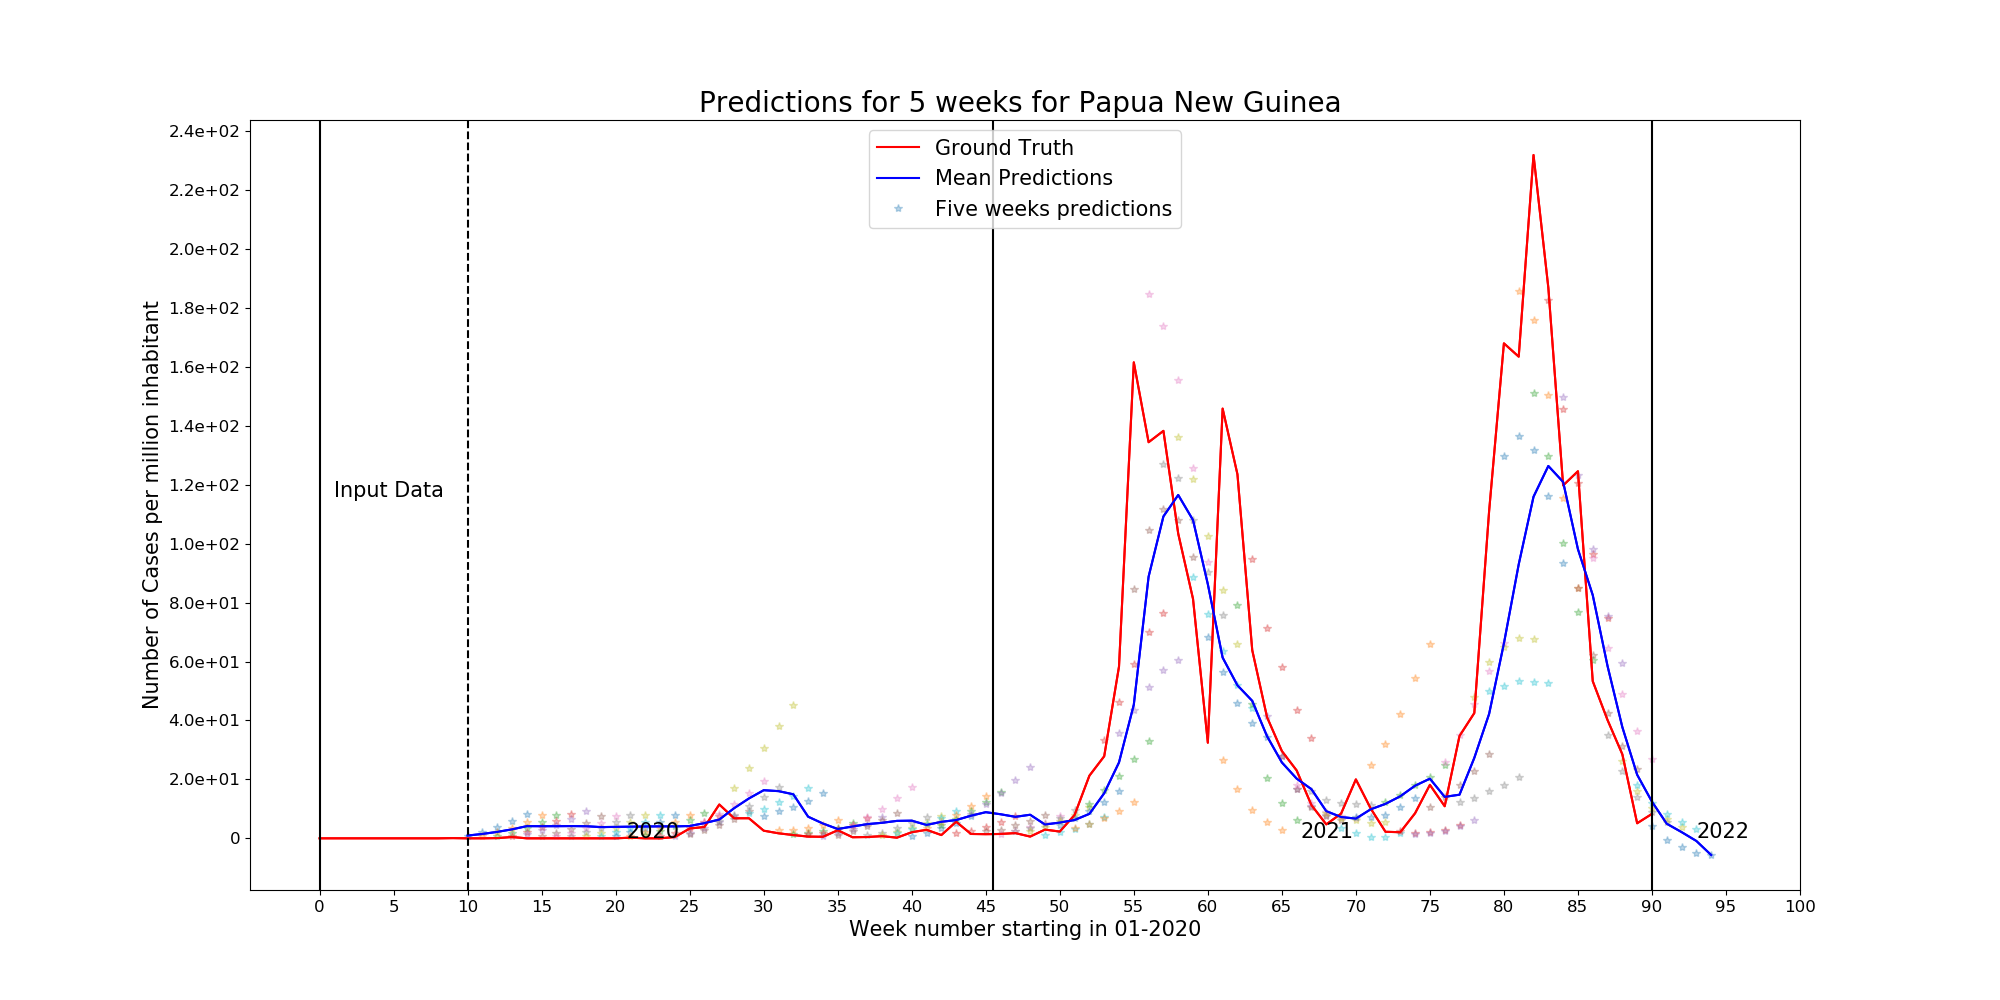 Predictions for 5 weeks for Papua New Guinea
2.4e+02
2.2e+02
2.0e+02
1.8e+02
1.6e+02
1.4e+02
1.2e+02
1.0e+02
8.0e+01
6.0e+01
4.0e+01
2.0e+01
0
Number of Cases per million inhabitant
Ground Truth
Mean Predictions
Five weeks predictions
Input Data
2020
2021
2022
0 5 10 15 20 25 30 35 40 45 50 55 60 65 70 75 80 85 90 95 100
Week number starting in 01-2020